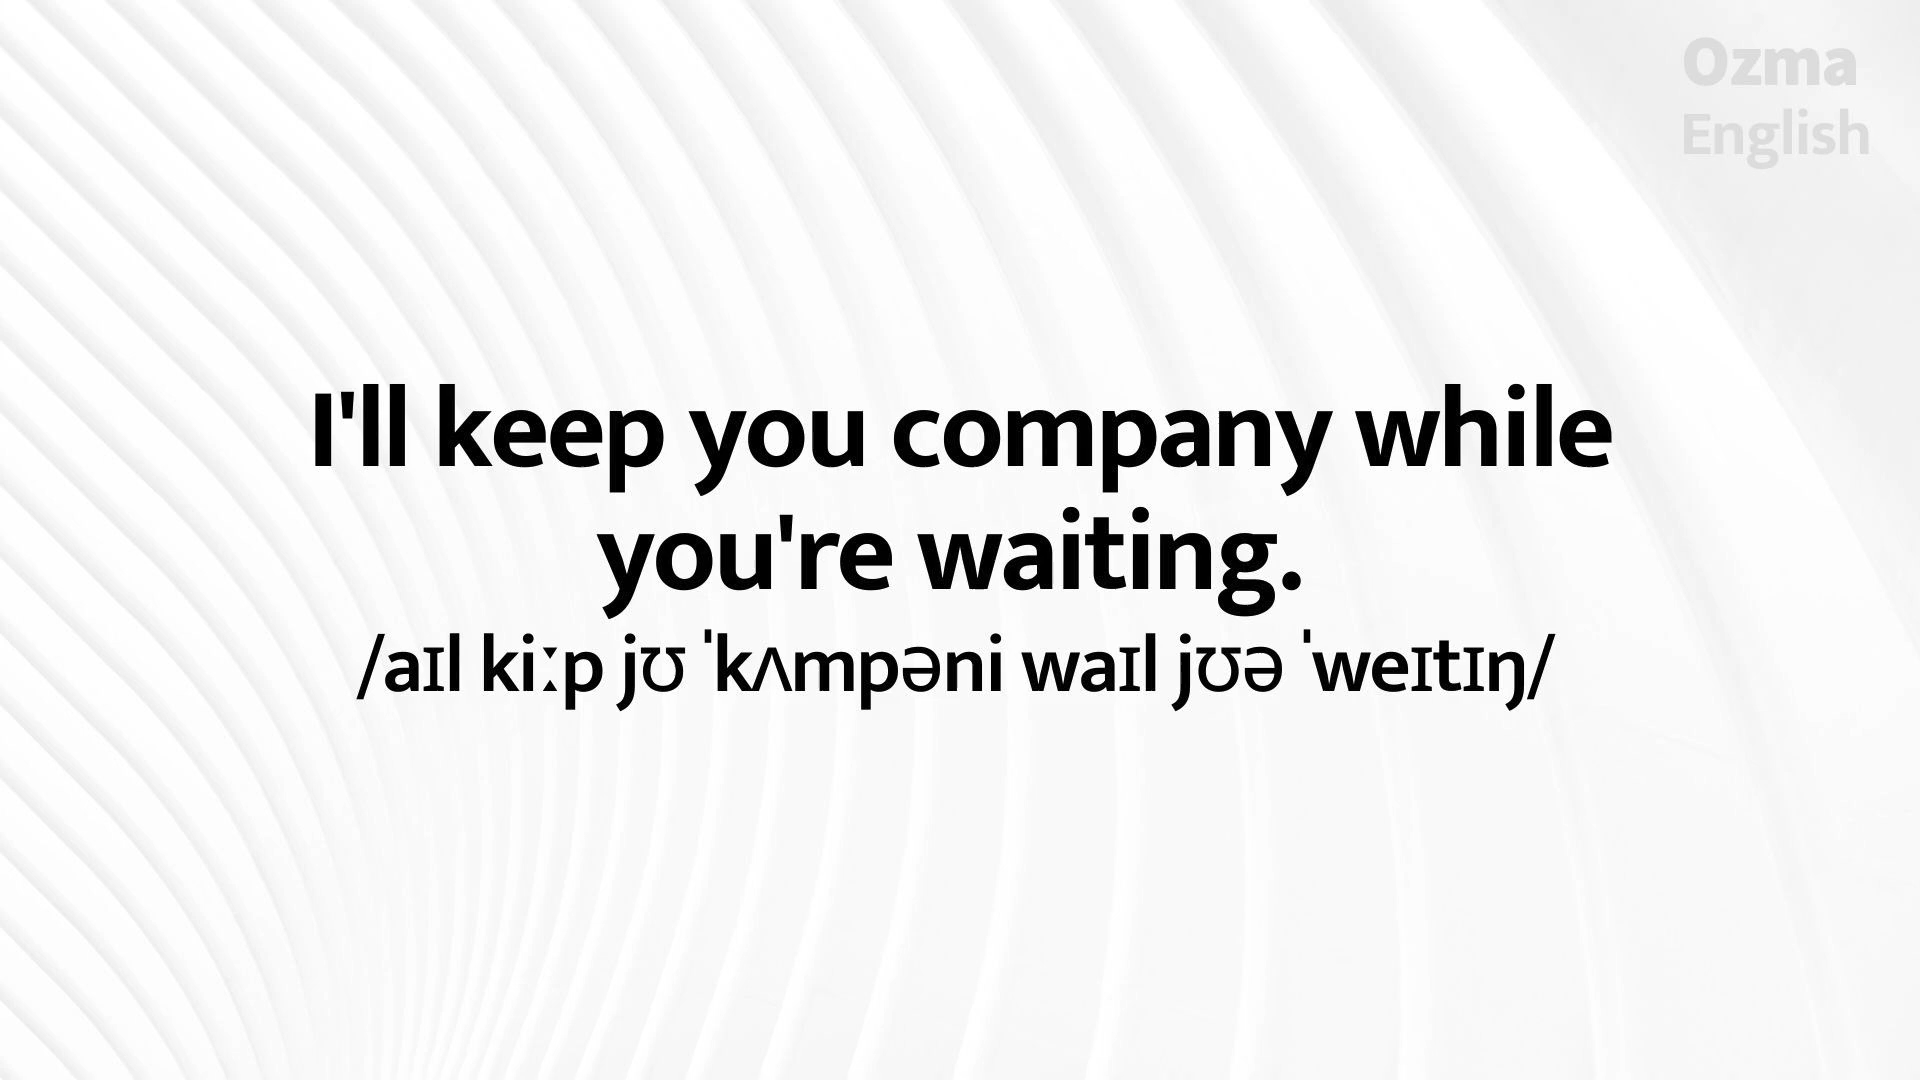 Ozma
English
I'll keep you company while
you're waiting.
/aɪl kiːp jʊ ˈkʌmpəni waɪl jʊə ˈweɪtɪŋ/